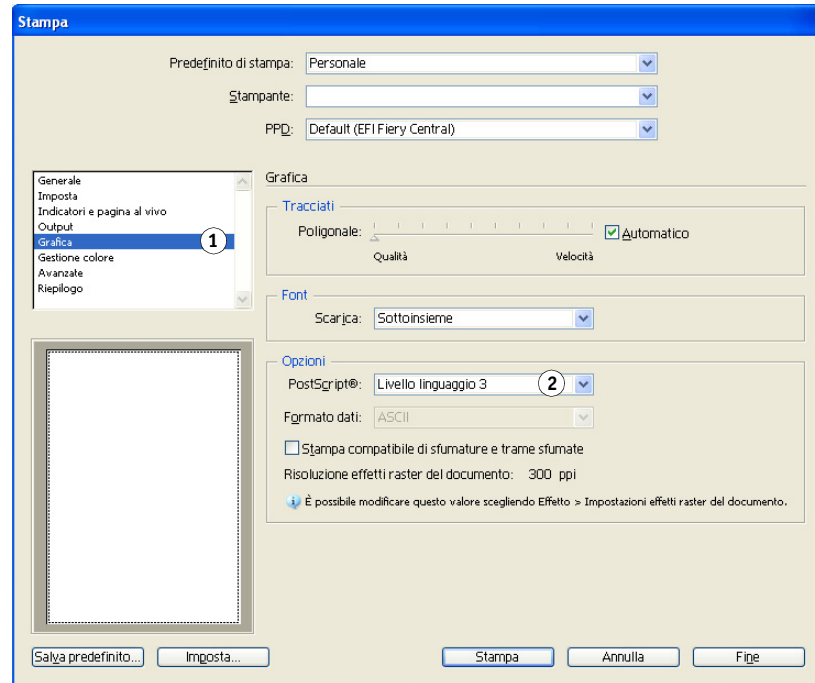 Stampa
Predefinito di stampa: Personale
Stampante:
PPD: Default (EFI Fiery Central)
Generale
Imposta
Indicatori e pagina al vivo
Output
Grafica 1
Gestione colore
Avanzate
Riepilogo
Grafica
Tracciati
Poligonale: Automatico
Qualità Velocità
Font
Scarica: Sottoinsieme
Opzioni
PostScript®: Livello linguaggio 3 2
Formato dati: ASCII
Stampa compatibile di sfumature e trame sfumate
Risoluzione effetti raster del documento: 300 ppi
È possibile modificare questo valore scegliendo Effetto > Impostazioni effetti raster del documento.
Salva predefinito... Imposta... Stampa Annulla Fine